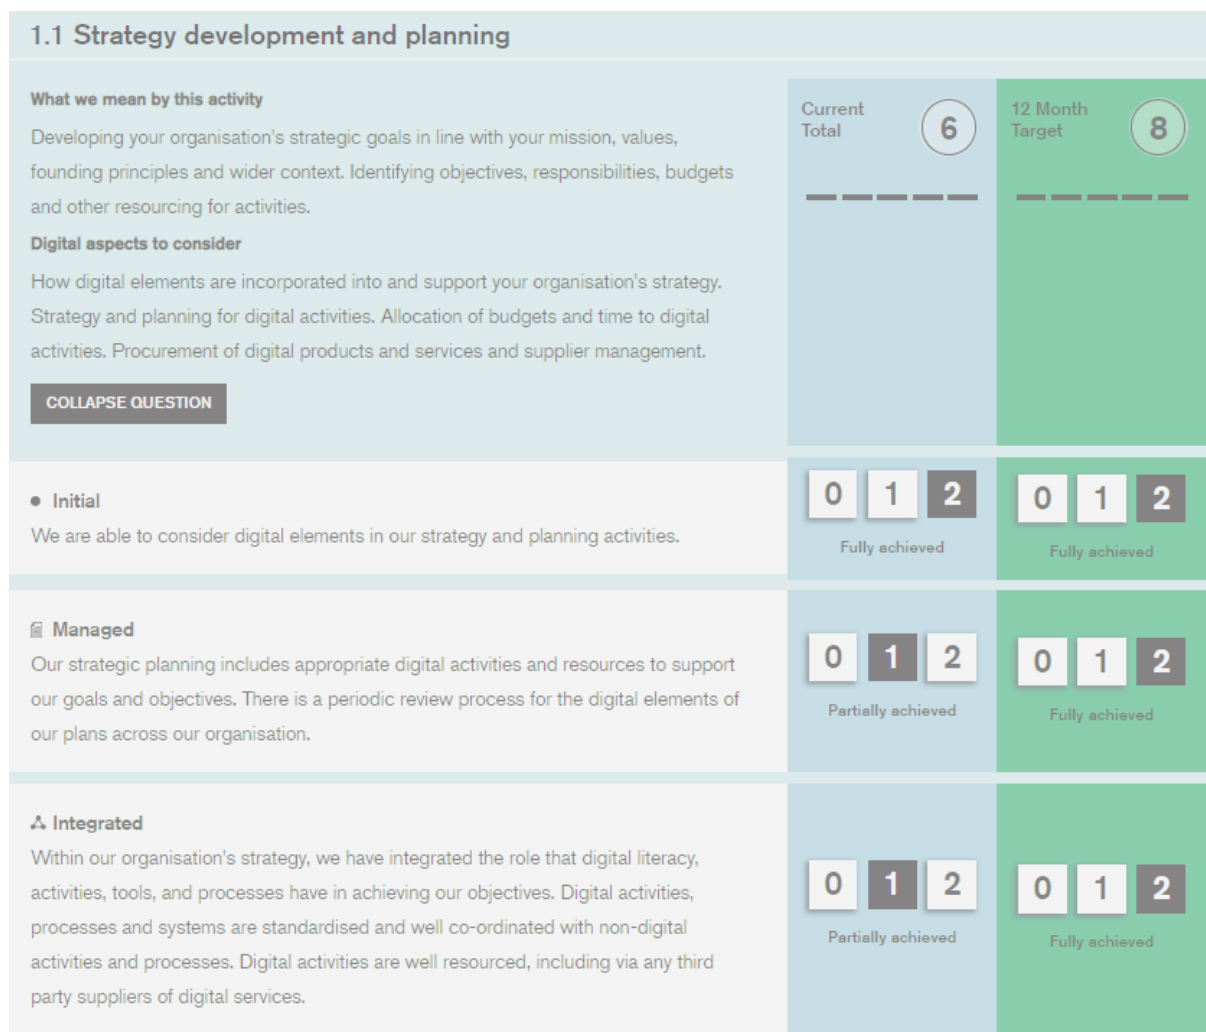 1.1 Strategy development and planning
What we mean by this activity
Developing your organisation's strategic goals in line with your mission, values,
founding principles and wider context. Identifying objectives, responsibilities, budgets
and other resourcing for activities.
Digital aspects to consider
How digital elements are incorporated into and support your organisation's strategy.
Strategy and planning for digital activities. Allocation of budgets and time to digital
activities. Procurement of digital products and services and supplier management.
COLLAPSE QUESTION
Current
Total
6
12 Month
Target
8
Initial
We are able to consider digital elements in our strategy and planning activities.
0 1 2
Fully achieved
0 1 2
Fully achieved
Managed
Our strategic planning includes appropriate digital activities and resources to support
our goals and objectives. There is a periodic review process for the digital elements of
our plans across our organisation.
0 1 2
Partially achieved
0 1 2
Fully achieved
Integrated
Within our organisation's strategy, we have integrated the role that digital literacy,
activities, tools, and processes have in achieving our objectives. Digital activities,
processes and systems are standardised and well co-ordinated with non-digital
activities and processes. Digital activities are well resourced, including via any third
party suppliers of digital services.
0 1 2
Partially achieved
0 1 2
Fully achieved